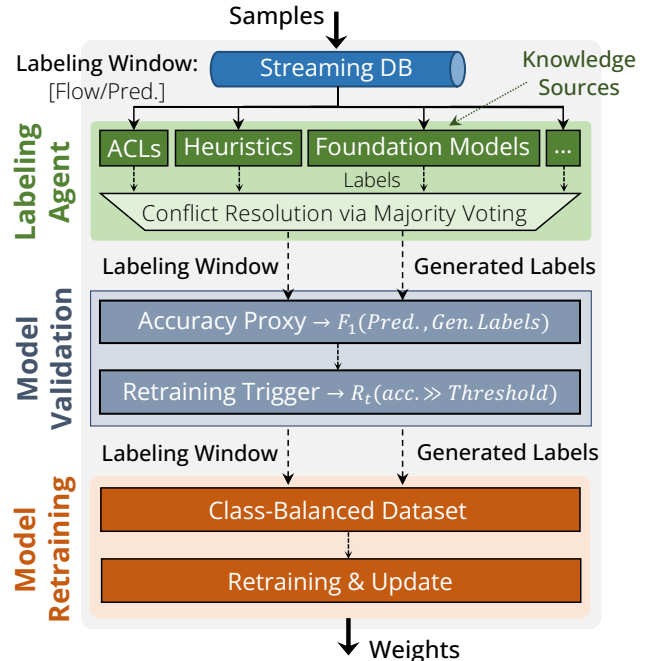 Samples
Labeling Window:
[Flow/Pred.]
Streaming DB
Knowledge
Sources
Labeling
Agent
ACLs
Heuristics
Foundation Models
...
Labels
Conflict Resolution via Majority Voting
Labeling Window
Generated Labels
Model
Validation
Accuracy Proxy → F₁(Pred., Gen. Labels)
Retraining Trigger → Rₜ(acc. ≫ Threshold)
Labeling Window
Generated Labels
Model
Retraining
Class-Balanced Dataset
Retraining & Update
Weights